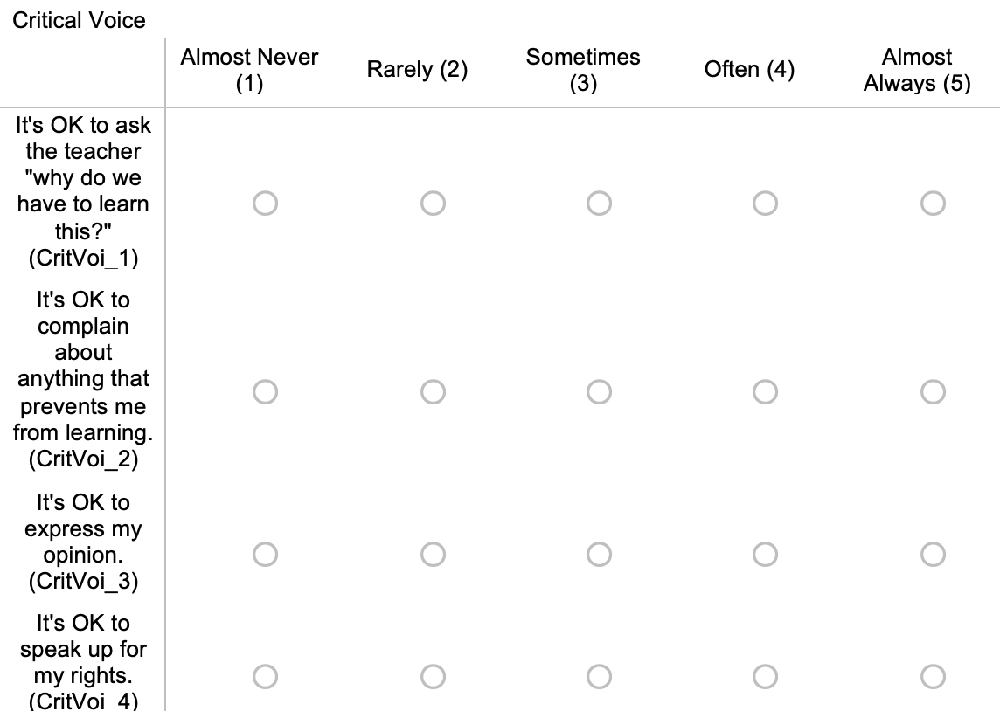 Critical Voice
Almost Never
(1)
Rarely (2)
Sometimes
(3)
Often (4)
Almost
Always (5)
It's OK to ask
the teacher
"why do we
have to learn
this?"
(CritVoi_1)
It's OK to
complain
about
anything that
prevents me
from learning.
(CritVoi_2)
It's OK to
express my
opinion.
(CritVoi_3)
It's OK to
speak up for
my rights.
(CritVoi_4)